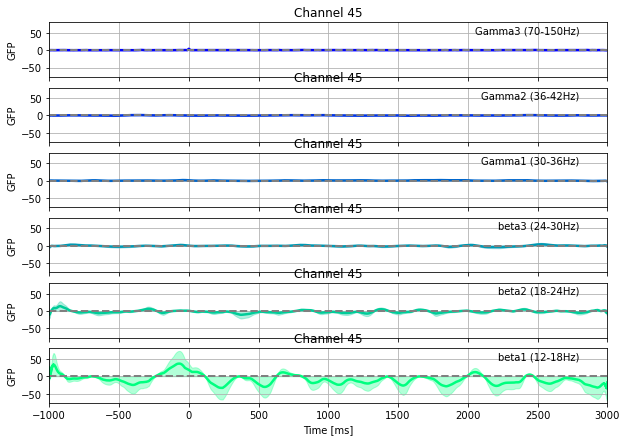 Channel 45
GFP
50
0
−50
Gamma3 (70-150Hz)
Channel 45
GFP
50
0
−50
Gamma2 (36-42Hz)
Channel 45
GFP
50
0
−50
Gamma1 (30-36Hz)
Channel 45
GFP
50
0
−50
beta3 (24-30Hz)
Channel 45
GFP
50
0
−50
beta2 (18-24Hz)
Channel 45
GFP
50
0
−50
beta1 (12-18Hz)
−1000 −500 0 500 1000 1500 2000 2500 3000
Time [ms]